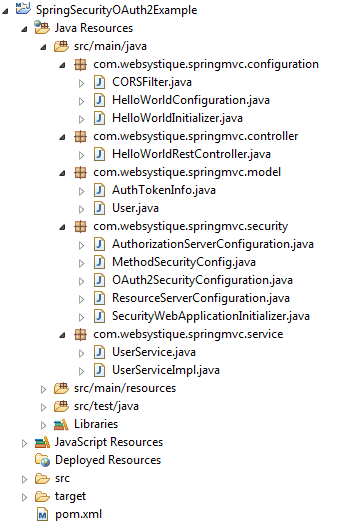 SpringSecurityOAuth2Example
Java Resources
src/main/java
com.websystique.springmvc.configuration
CORSFilter.java
HelloWorldConfiguration.java
HelloWorldInitializer.java
com.websystique.springmvc.controller
HelloWorldRestController.java
com.websystique.springmvc.model
AuthTokenInfo.java
User.java
com.websystique.springmvc.security
AuthorizationServerConfiguration.java
MethodSecurityConfig.java
OAuth2SecurityConfiguration.java
ResourceServerConfiguration.java
SecurityWebApplicationInitializer.java
com.websystique.springmvc.service
UserService.java
UserServiceImpl.java
src/main/resources
src/test/java
Libraries
JavaScript Resources
Deployed Resources
src
target
pom.xml